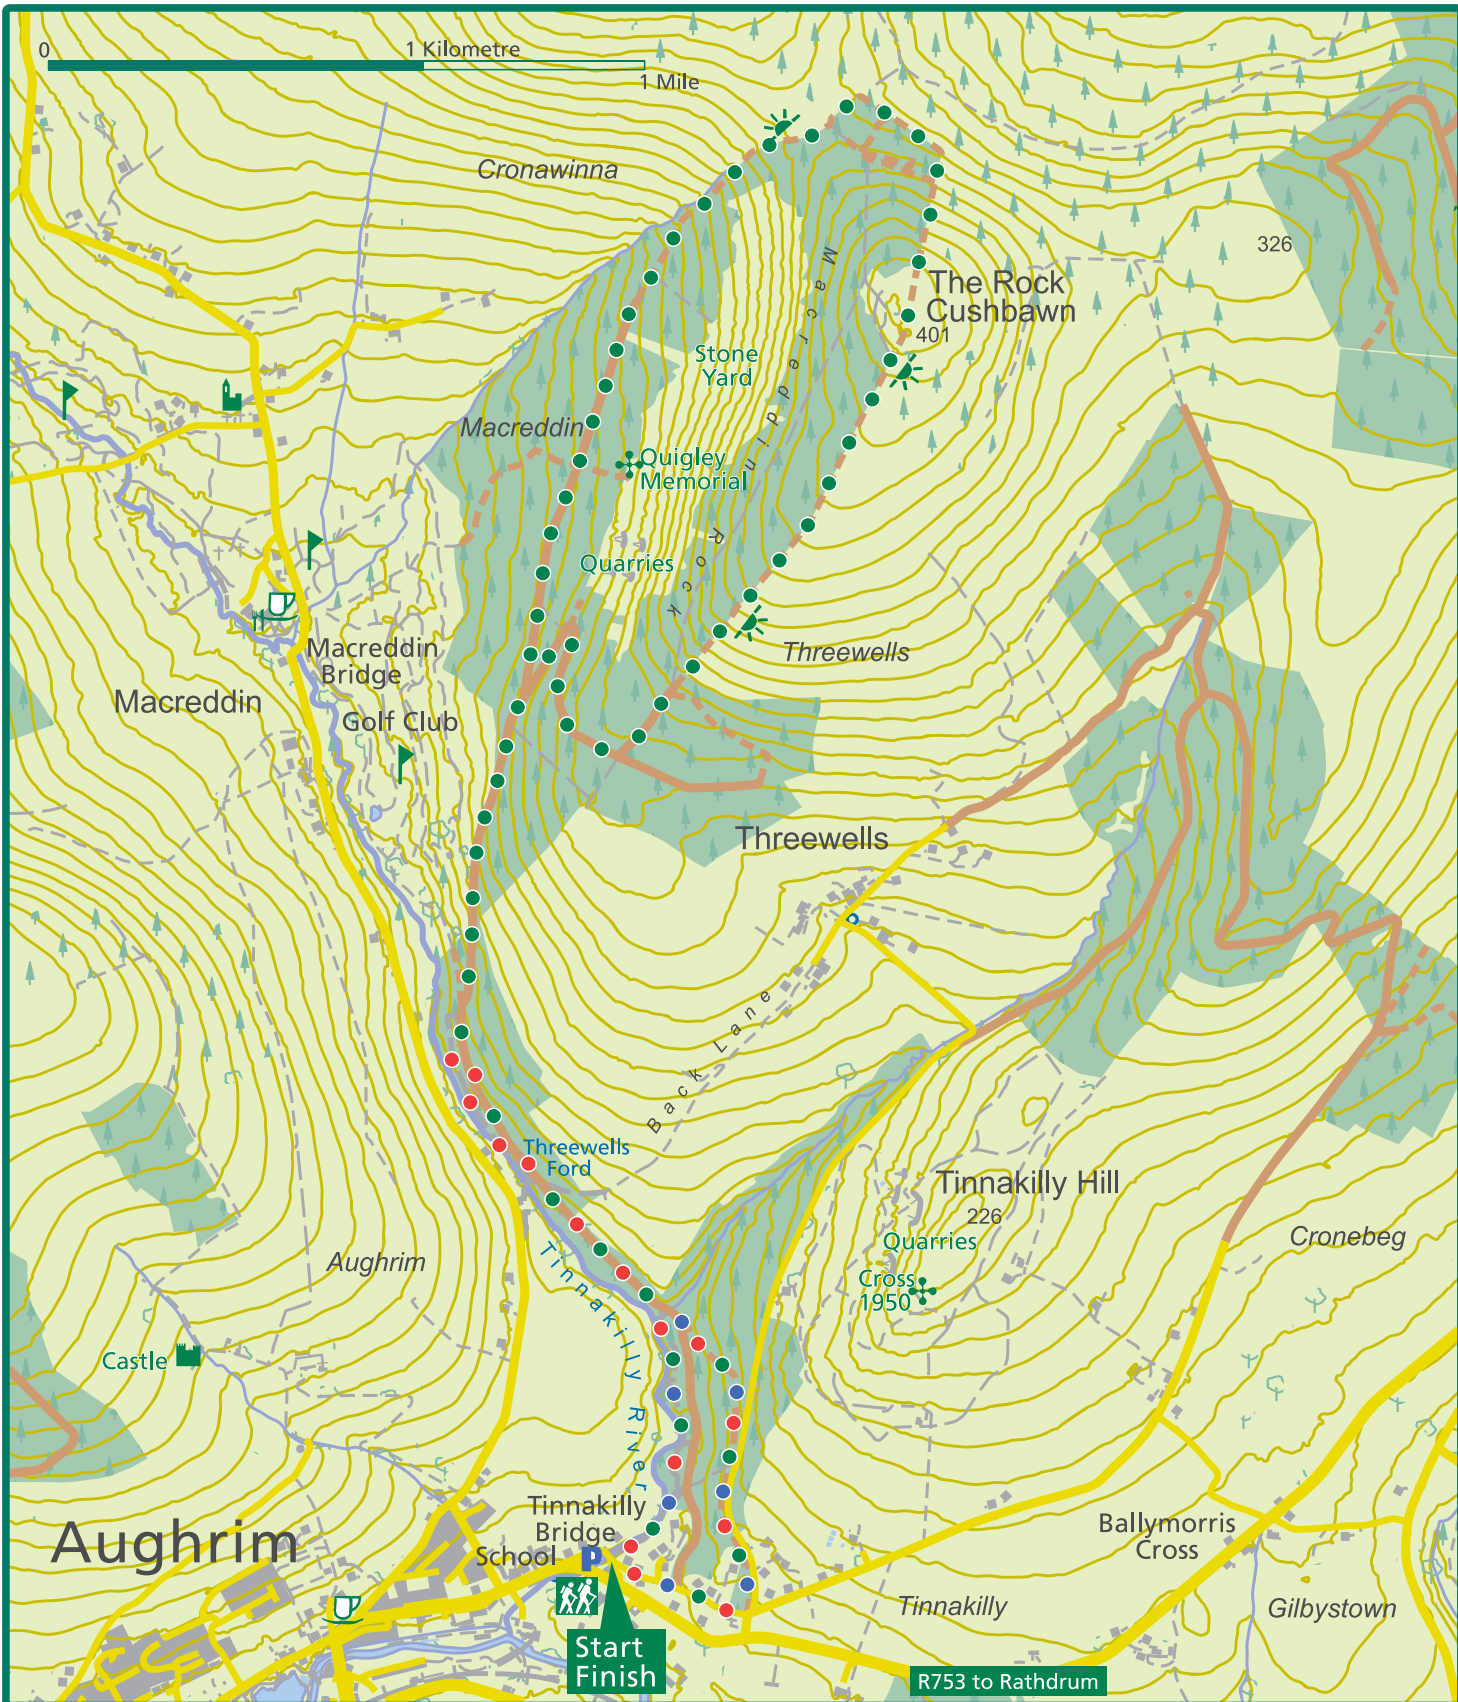 0
1 Kilometre
1 Mile
Cronawinna
326
The Rock
Cushbawn
401
Macreddin Rock
Stone
Yard
Macreddin
Quigley
Memorial
Quarries
Macreddin
Bridge
Threewells
Macreddin
Golf Club
Threewells
Back Lane
Threewells
Ford
Tinnakilly Hill
226
Quarries
Cronebeg
Aughrim
Tinnakilly River
Cross
1950
Castle
Tinnakilly
Bridge
Ballymorris
Cross
Aughrim
School
P
Tinnakilly
Gilbystown
Start
Finish
R753 to Rathdrum